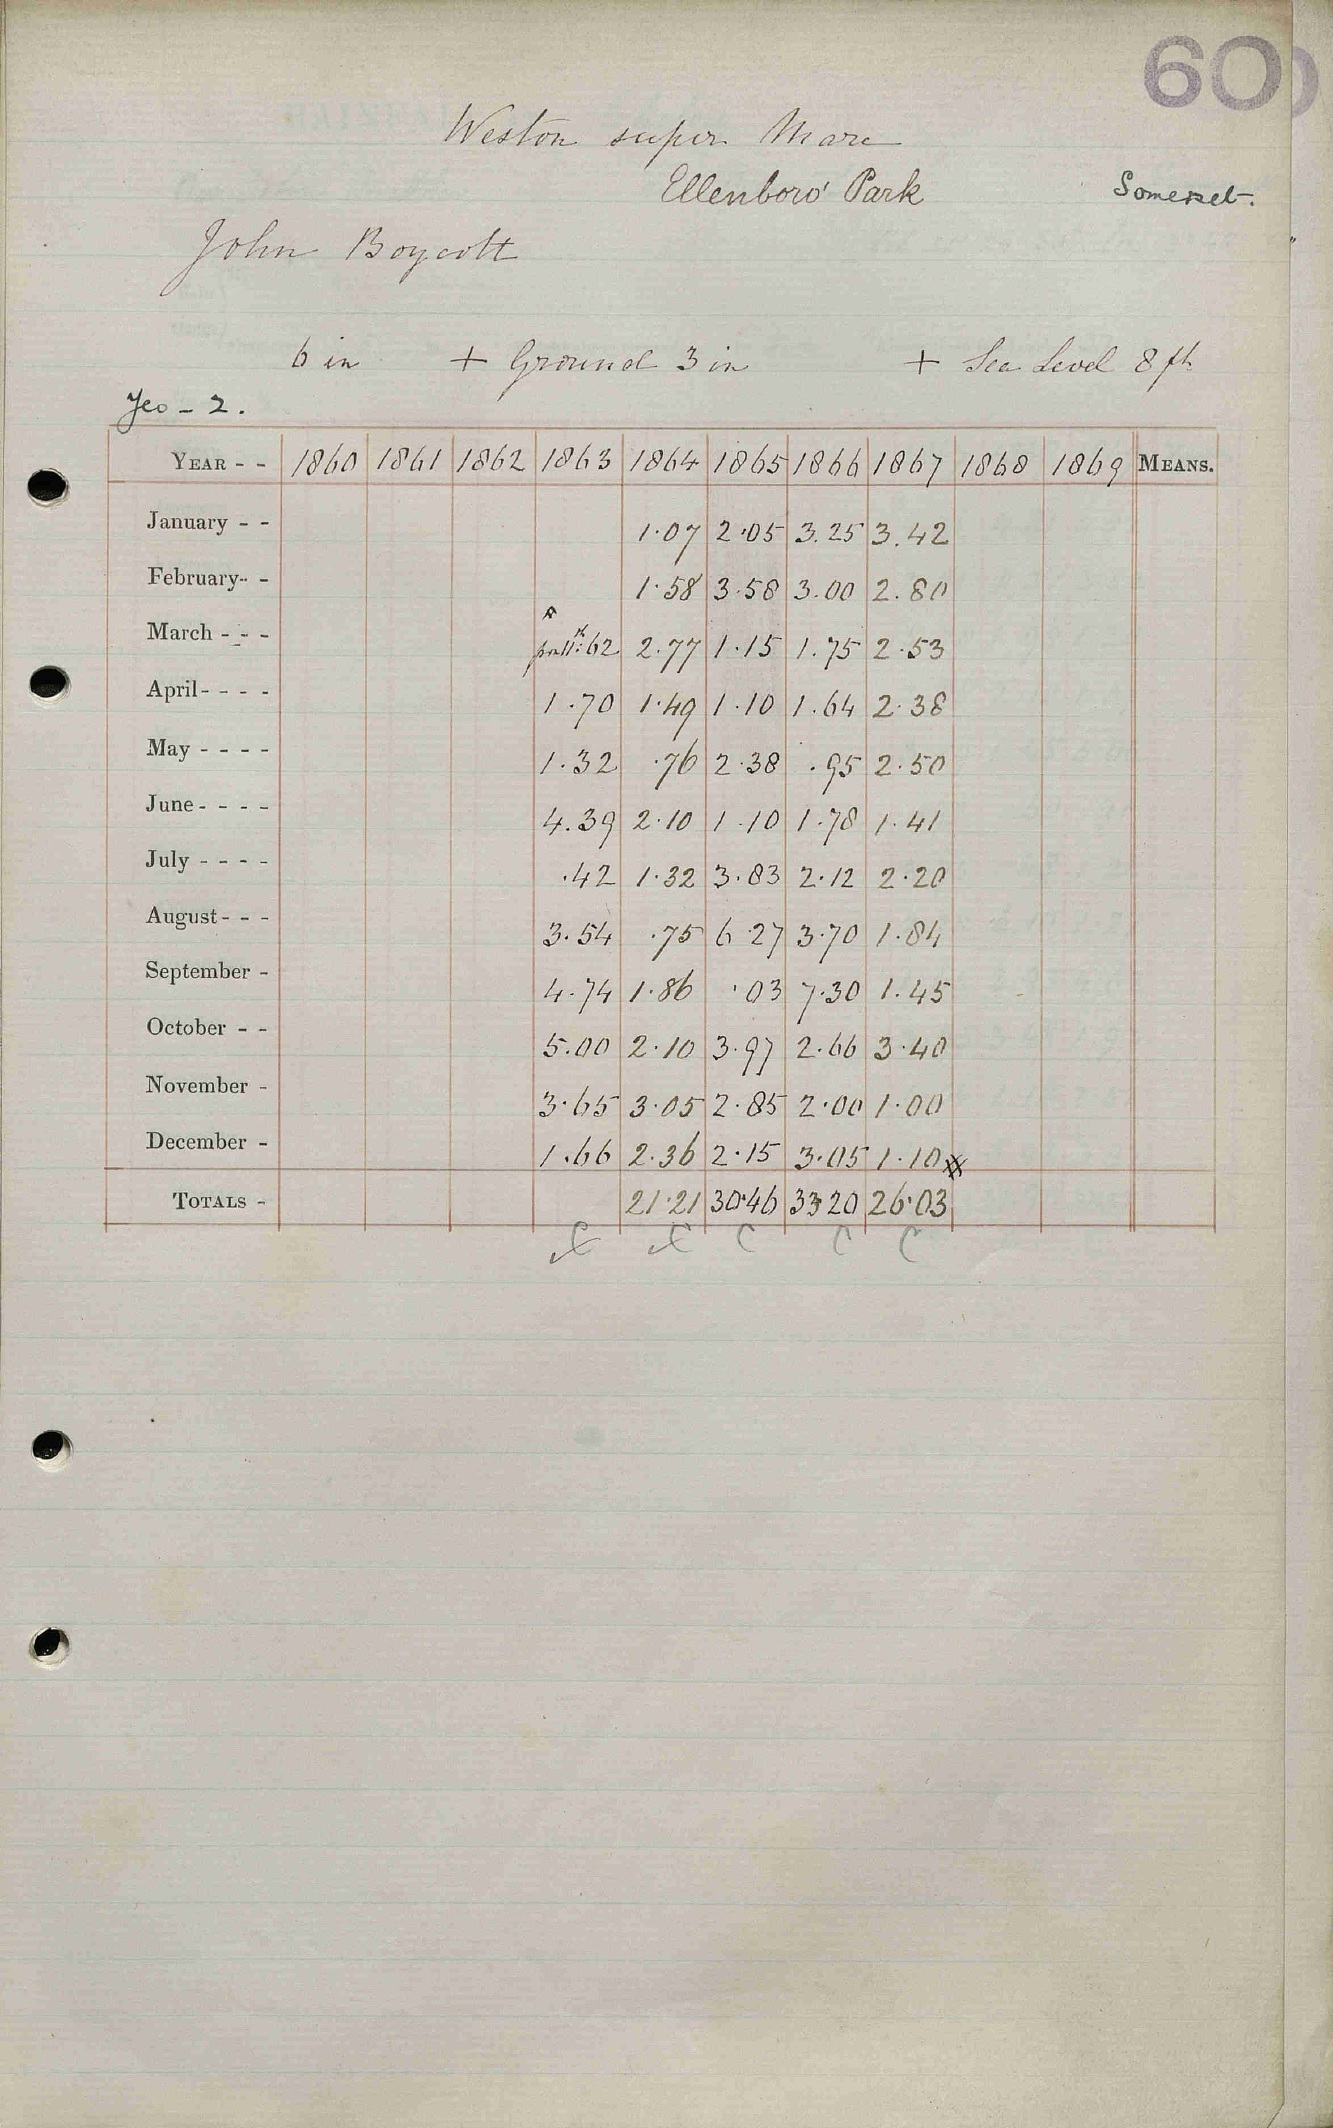 60
Weston super Mare
Ellenboro' Park
Somerset.
John Boycott
6 in + Ground 3 in + Sea Level 8 ft
Yeo - 2.
YEAR - - 1860 1861 1862 1863 1864 1865 1866 1867 1868 1869 MEANS.
January - - 1.07 2.05 3.25 3.42
February - - 1.58 3.58 3.00 2.80
March - - - .62 2.77 1.15 1.75 2.53
April - - - - 1.70 1.49 1.10 1.64 2.38
May - - - - 1.32 .76 2.38 .95 2.50
June - - - - 4.39 2.10 1.10 1.78 1.41
July - - - - .42 1.32 3.83 2.12 2.20
August - - - 3.54 .75 6.27 3.70 1.84
September - 4.74 1.86 .03 7.30 1.45
October - - 5.00 2.10 3.97 2.66 3.40
November - 3.65 3.05 2.85 2.00 1.00
December - 1.66 2.36 2.15 3.05 1.10
TOTALS - 21.21 30.46 33.20 26.03